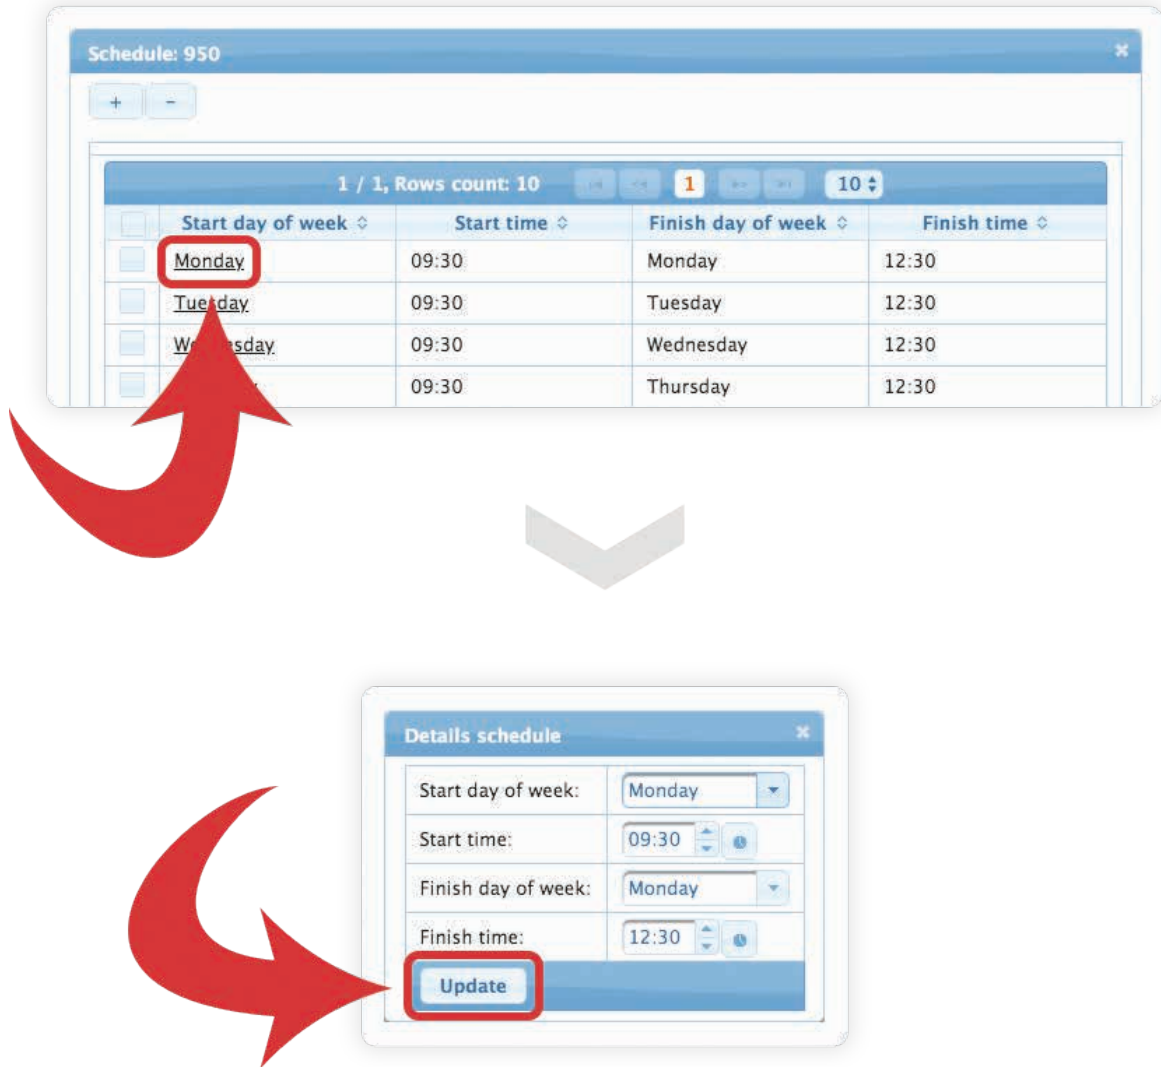 Schedule: 950
+ -
1 / 1, Rows count: 10 1 10
Start day of week Start time Finish day of week Finish time
Monday 09:30 Monday 12:30
Tuesday 09:30 Tuesday 12:30
Wednesday 09:30 Wednesday 12:30
09:30 Thursday 12:30
Details schedule
Start day of week: Monday
Start time: 09:30
Finish day of week: Monday
Finish time: 12:30
Update